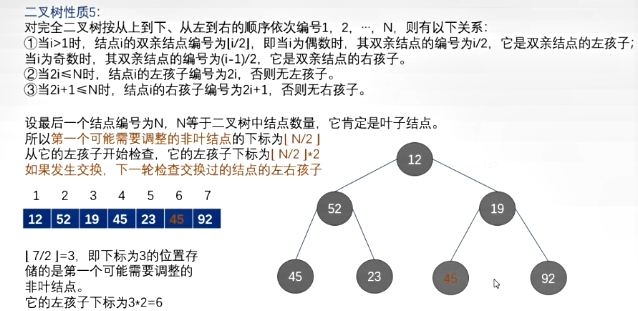 二叉树性质5:
对完全二叉树按从上到下、从左到右的顺序依次编号1，2，…，N，则有以下关系：
①当i>1时，结点i的双亲结点编号为⌊i/2⌋，即当i为偶数时，其双亲结点的编号为i/2，它是双亲结点的左孩子；
当i为奇数时，其双亲结点的编号为(i-1)/2，它是双亲结点的右孩子。
②当2i≤N时，结点i的左孩子编号为2i，否则无左孩子。
③当2i+1≤N时，结点i的右孩子编号为2i+1，否则无右孩子。
设最后一个结点编号为N，N等于二叉树中结点数量，它肯定是叶子结点。
所以第一个可能需要调整的非叶结点的下标为⌊ N/2 ⌋
从它的左孩子开始检查，它的左孩子下标为⌊ N/2 ⌋*2
如果发生交换，下一轮检查交换过的结点的左右孩子
1 2 3 4 5 6 7
12 52 19 45 23 45 92
⌊ 7/2 ⌋=3，即下标为3的位置存
储的是第一个可能需要调整的
非叶结点。
它的左孩子下标为3*2=6
12
52 19
45 23 45 92